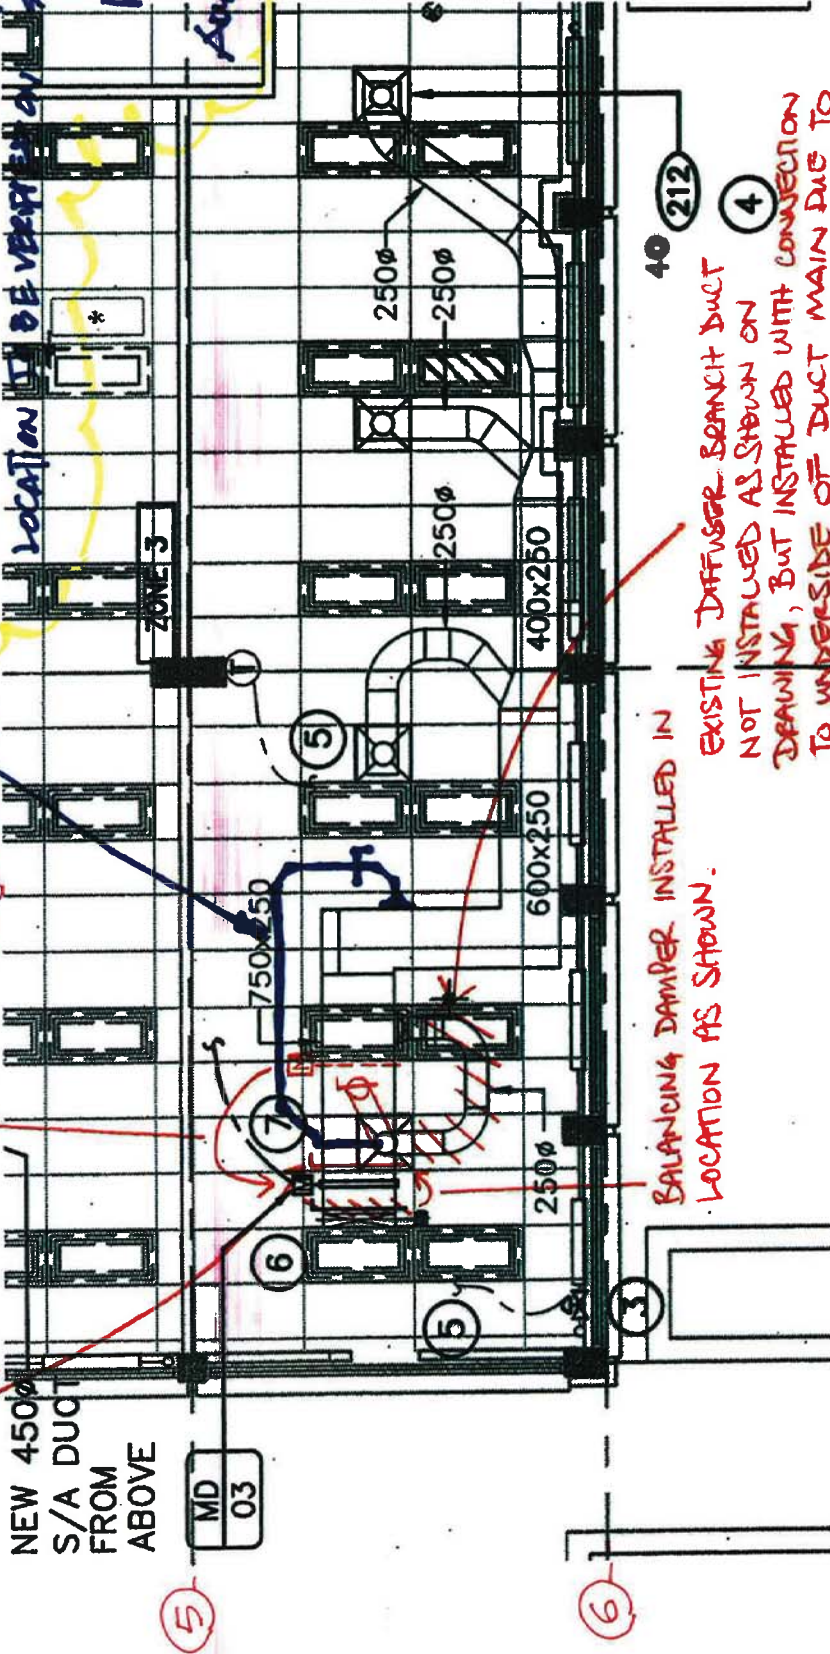 LOCATION TO BE VERIFIED ON
*
ZONE 3
T
250ø
250ø
250ø
400x250
600x250
750x250
5
7
6
5
3
250ø
40
212
4
EXISTING DIFFUSER BRANCH DUCT
NOT INSTALLED AS SHOWN ON
DRAWING, BUT INSTALLED WITH CONNECTION
TO UNDERSIDE OF DUCT MAIN DUE TO
BALANCING DAMPER INSTALLED IN
LOCATION AS SHOWN.
M
M
NEW 450ø
S/A DUCT
FROM
ABOVE
MD
03
5
6